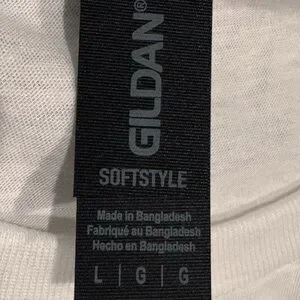 GILDAN®
SOFTSTYLE
Made in Bangladesh
Fabriqué au Bangladesh
Hecho en Bangladesh
L | G | G